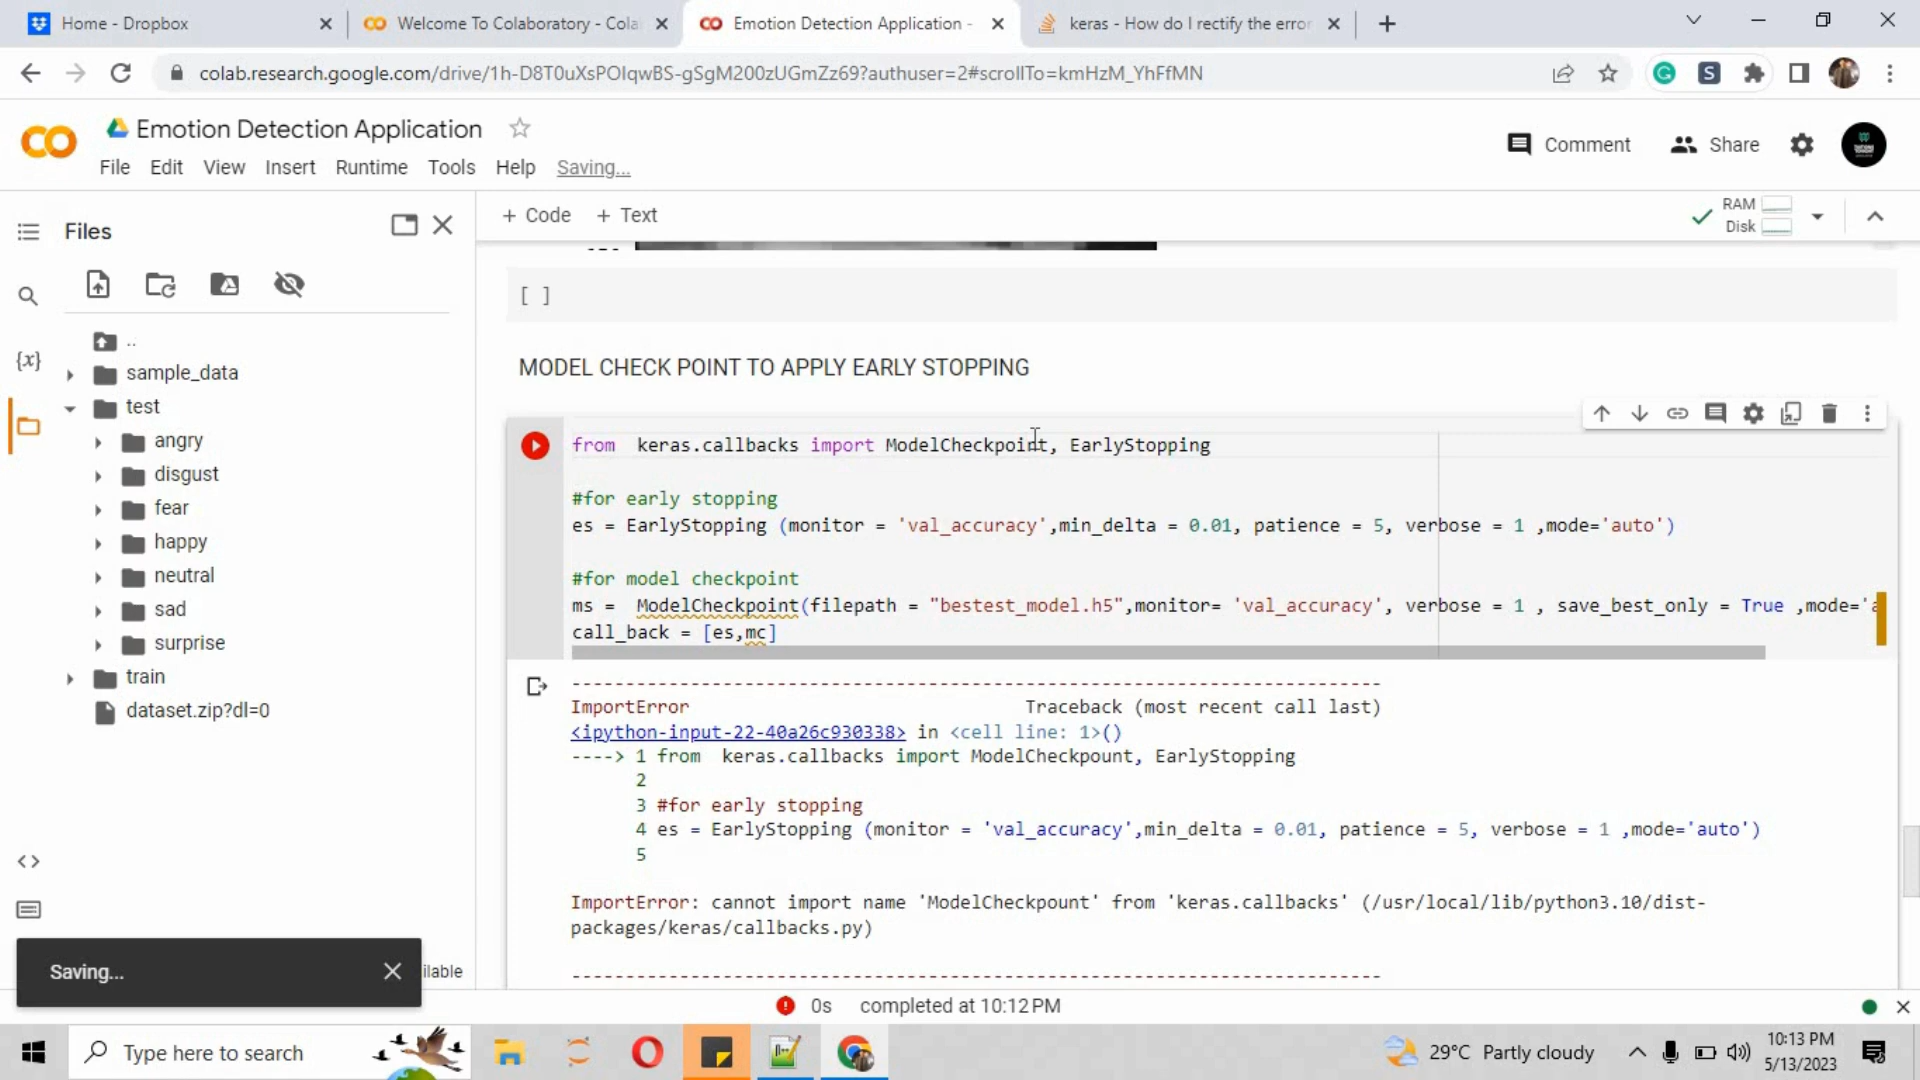 Home - Dropbox
Welcome To Colaboratory - Cola
Emotion Detection Application -
keras - How do I rectify the error
colab.research.google.com/drive/1h-D8T0uXsPOIqwBS-gSgM200zUGmZz69?authuser=2#scrollTo=kmHzM_YhFfMN
Emotion Detection Application
Comment
Share
File Edit View Insert Runtime Tools Help Saving...
Files
+ Code + Text
RAM
Disk
[ ]
MODEL CHECK POINT TO APPLY EARLY STOPPING
..
sample_data
test
angry
disgust
fear
happy
neutral
sad
surprise
train
dataset.zip?dl=0
{x}
from  keras.callbacks import ModelCheckpoint, EarlyStopping
#for early stopping
es = EarlyStopping (monitor = 'val_accuracy',min_delta = 0.01, patience = 5, verbose = 1 ,mode='auto')
#for model checkpoint
ms =  ModelCheckpoint(filepath = "bestest_model.h5",monitor= 'val_accuracy', verbose = 1 , save_best_only = True ,mode='a
call_back = [es,mc]
---------------------------------------------------------------------------
ImportError                               Traceback (most recent call last)
<ipython-input-22-40a26c930338> in <cell line: 1>()
----> 1 from  keras.callbacks import ModelCheckpount, EarlyStopping
2
3 #for early stopping
4 es = EarlyStopping (monitor = 'val_accuracy',min_delta = 0.01, patience = 5, verbose = 1 ,mode='auto')
5
ImportError: cannot import name 'ModelCheckpount' from 'keras.callbacks' (/usr/local/lib/python3.10/dist-
packages/keras/callbacks.py)
---------------------------------------------------------------------------
Saving...
ilable
0s completed at 10:12 PM
Type here to search
29°C Partly cloudy
10:13 PM
5/13/2023